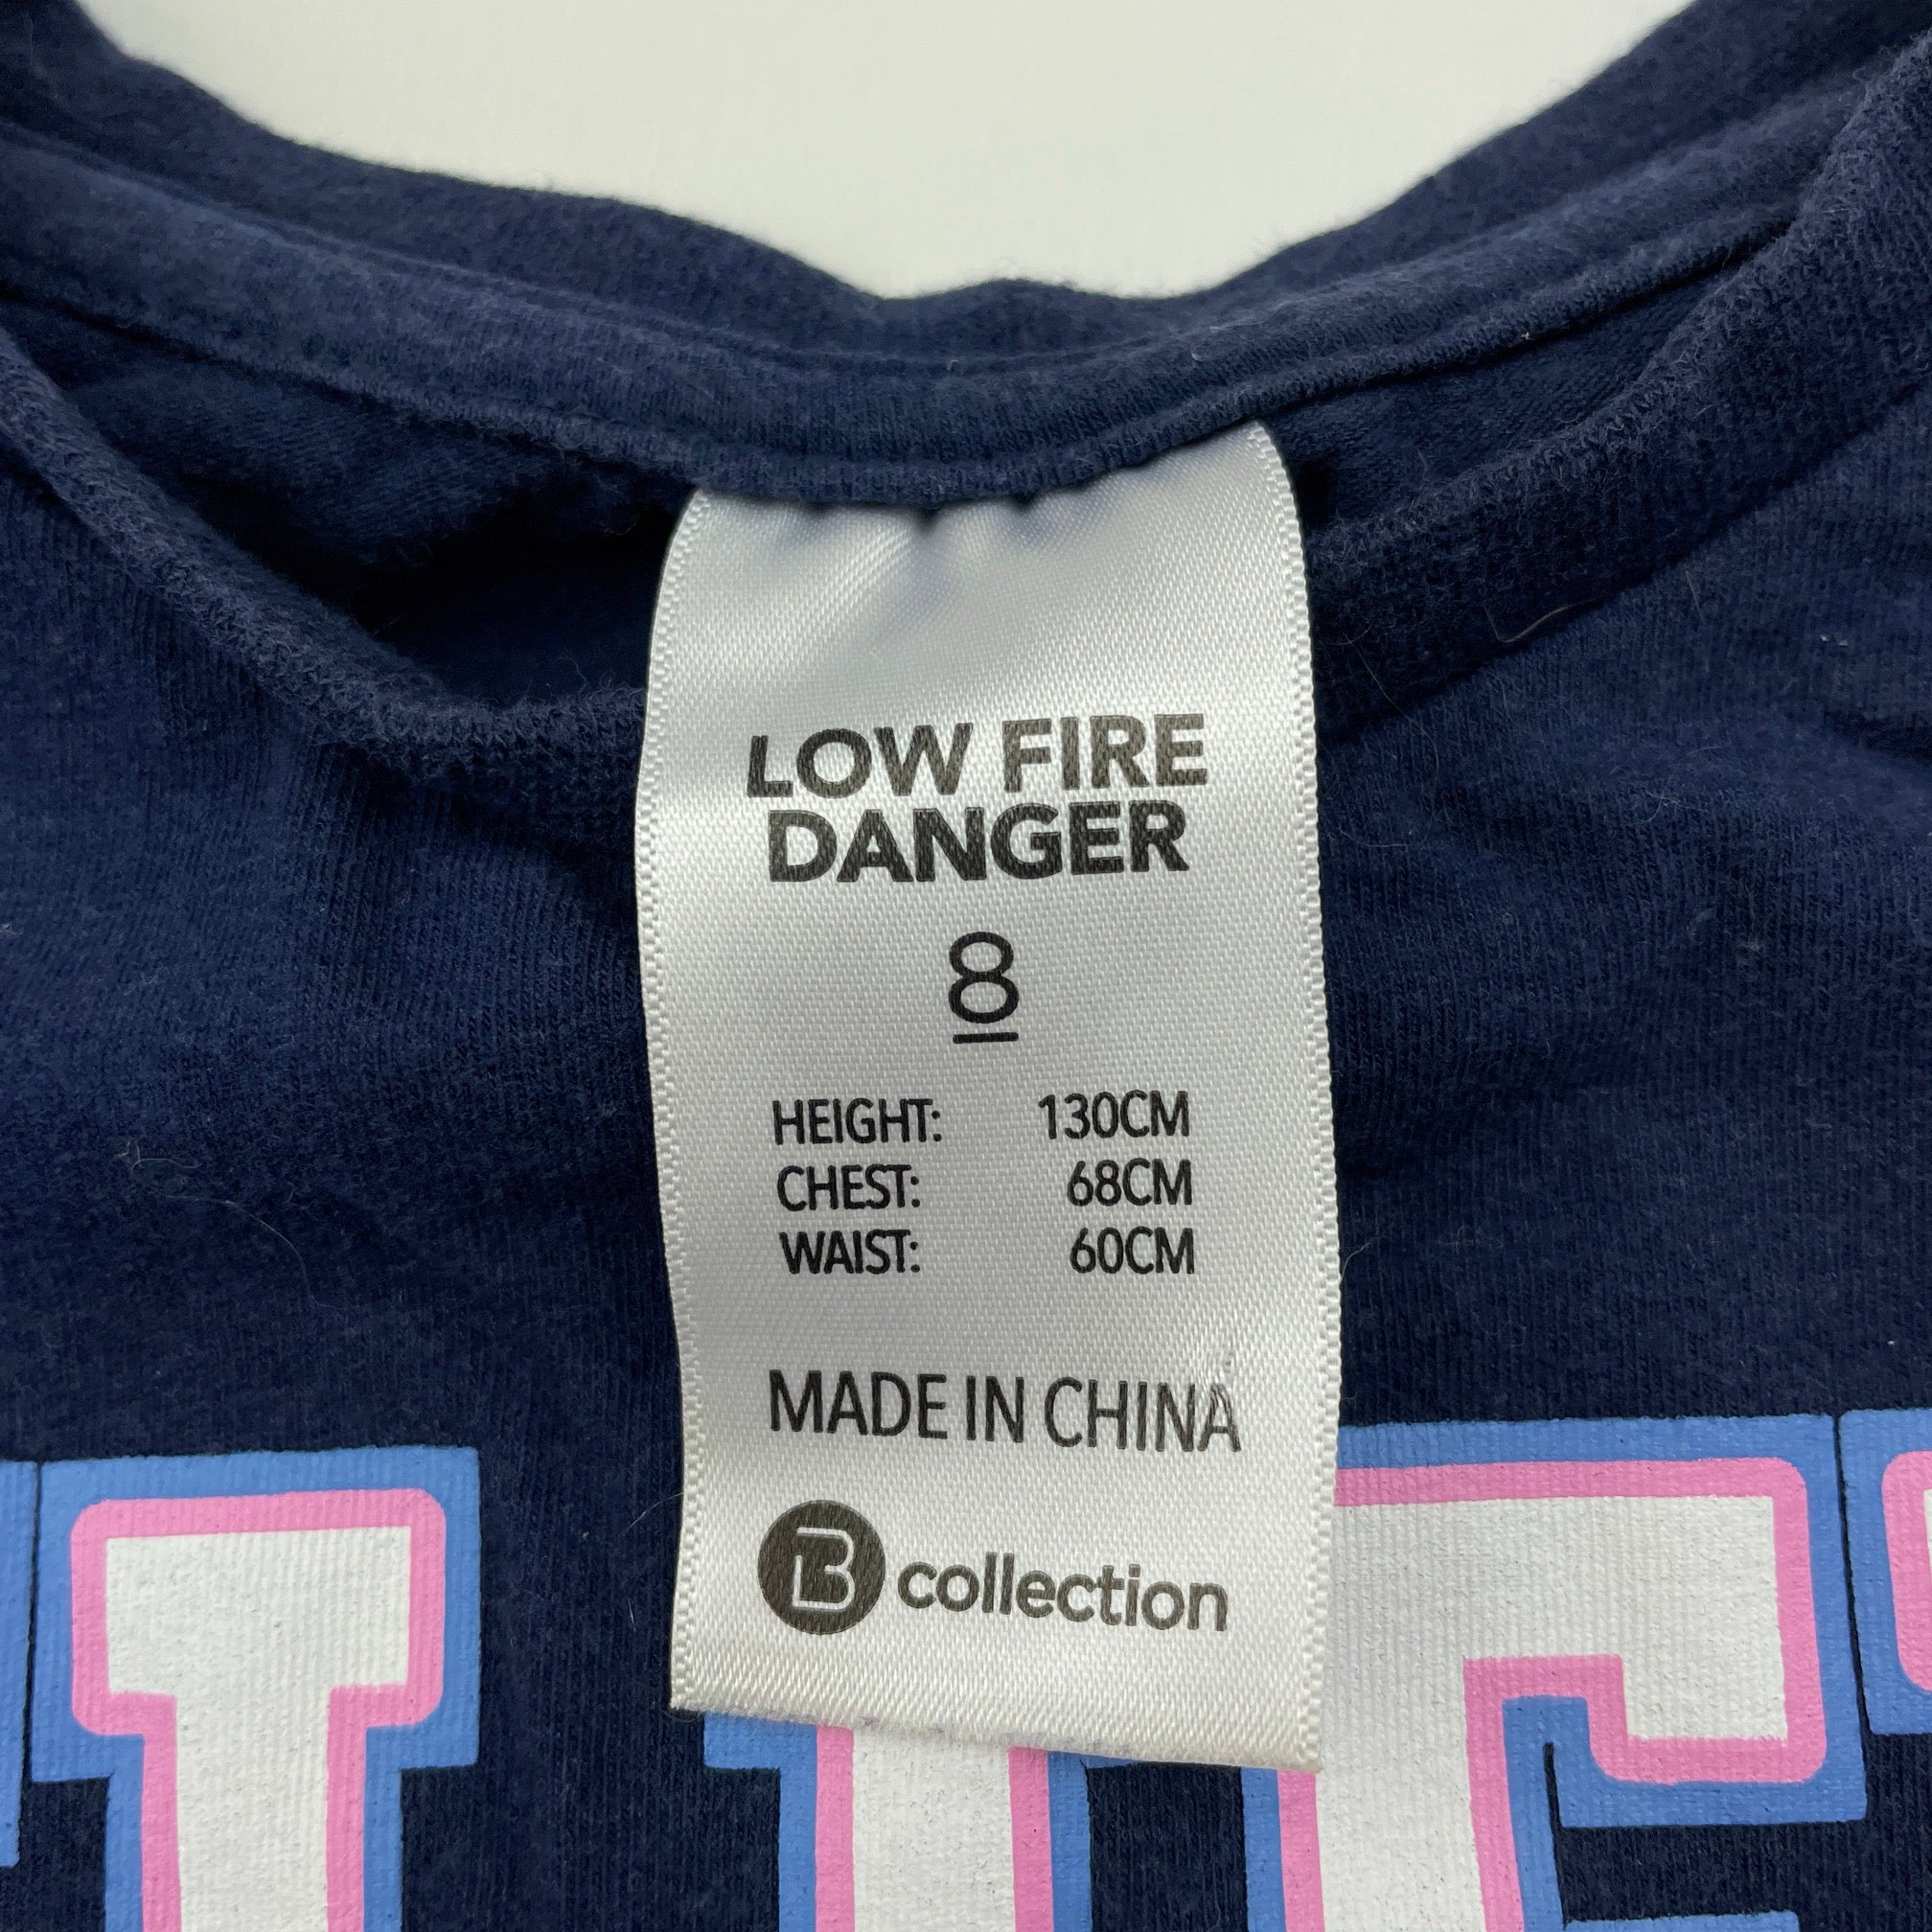 LOW FIRE
DANGER
8
HEIGHT: 130CM
CHEST: 68CM
WAIST: 60CM
MADE IN CHINA
B collection